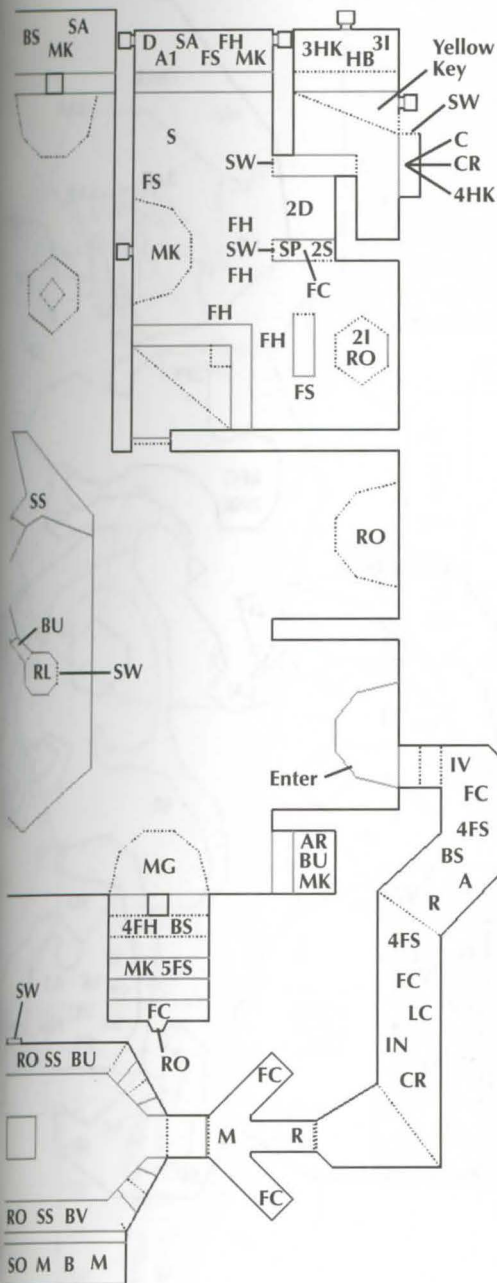 BS SA
MK
D SA FH
A1 FS MK
3HK 3I
HB
Yellow
Key
SW
C
CR
4HK
S
FS
SW
2D
FH
MK
SW
SP 2S
FH
FC
FH
FH
2I
RO
FS
SS
RO
BU
RL
SW
Enter
IV
FC
4FS
BS
A
R
AR
BU
MK
MG
4FH BS
MK 5FS
FC
RO
4FS
FC
LC
IN
CR
SW
RO SS BU
FC
M
R
FC
RO SS BV
SO M B M